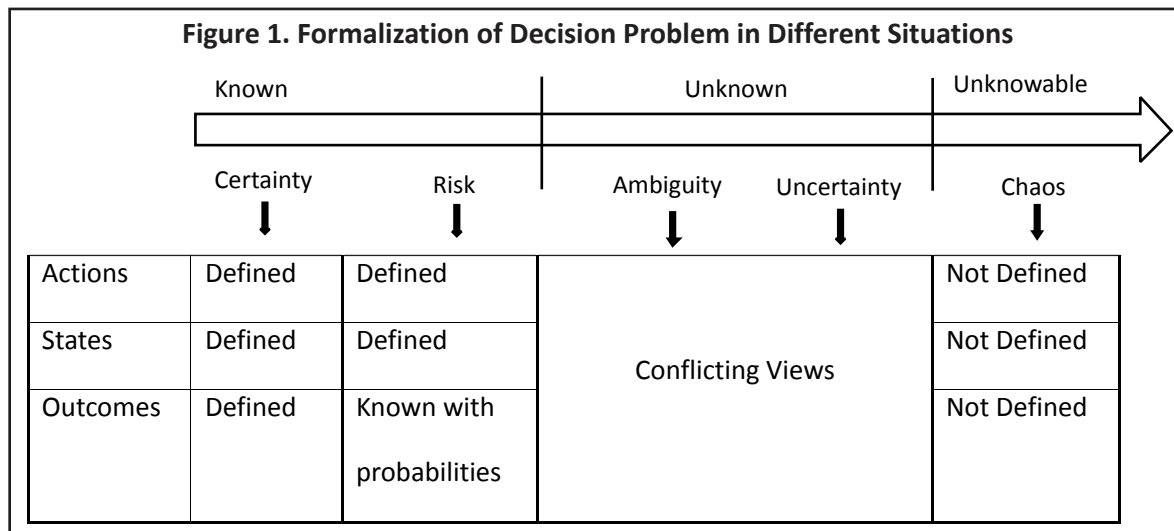 Figure 1. Formalization of Decision Problem in Different Situations
Known Unknown Unknowable
Certainty Risk Ambiguity Uncertainty Chaos
Actions Defined Defined Not Defined
States Defined Defined Not Defined
Conflicting Views
Outcomes Defined Known with Not Defined
probabilities